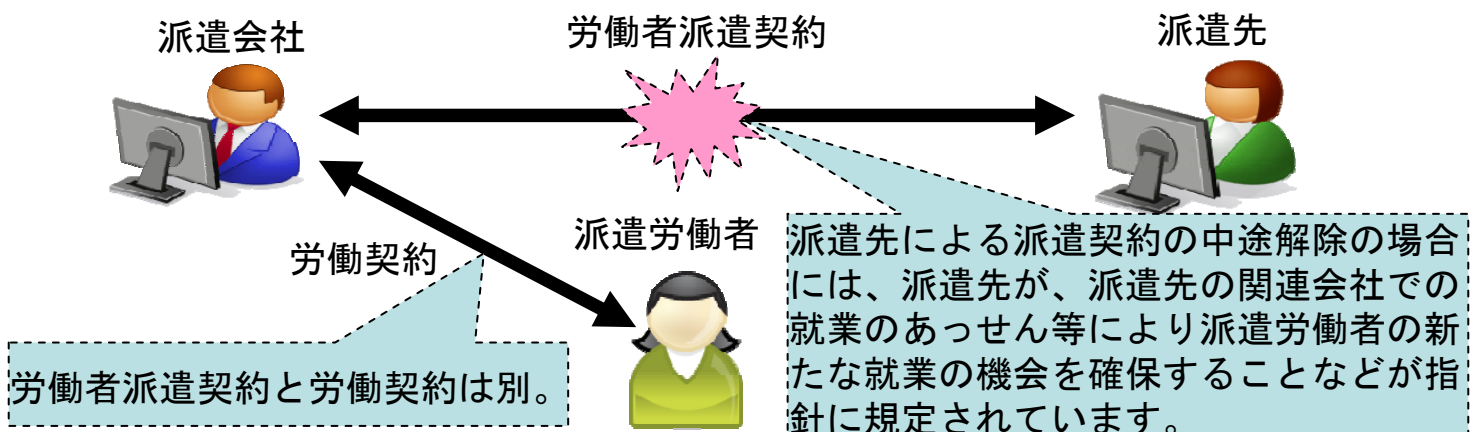 派遣会社
労働者派遣契約
派遣先
派遣労働者
労働契約
派遣先による派遣契約の中途解除の場合
には、派遣先が、派遣先の関連会社での
就業のあっせん等により派遣労働者の新
たな就業の機会を確保することなどが指
針に規定されています。
労働者派遣契約と労働契約は別。